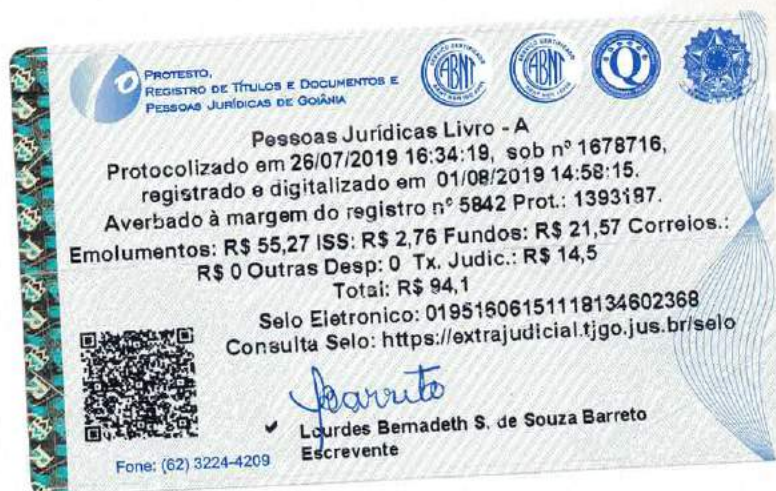 PROTESTO,
REGISTRO DE TÍTULOS E DOCUMENTOS E
PESSOAS JURÍDICAS DE GOIÂNIA
ABNT
ABNT
Q
Pessoas Jurídicas Livro - A
Protocolizado em 26/07/2019 16:34:19, sob nº 1678716,
registrado e digitalizado em 01/08/2019 14:58:15.
Averbado à margem do registro nº 5842 Prot.: 1393187.
Emolumentos: R$ 55,27 ISS: R$ 2,76 Fundos: R$ 21,57 Correios.:
R$ 0 Outras Desp: 0 Tx. Judic.: R$ 14,5
Total: R$ 94,1
Selo Eletronico: 01951606151118134602368
Consulta Selo: https://extrajudicial.tjgo.jus.br/selo
Barreto
Lourdes Bernadeth S. de Souza Barreto
Escrevente
Fone: (62) 3224-4209